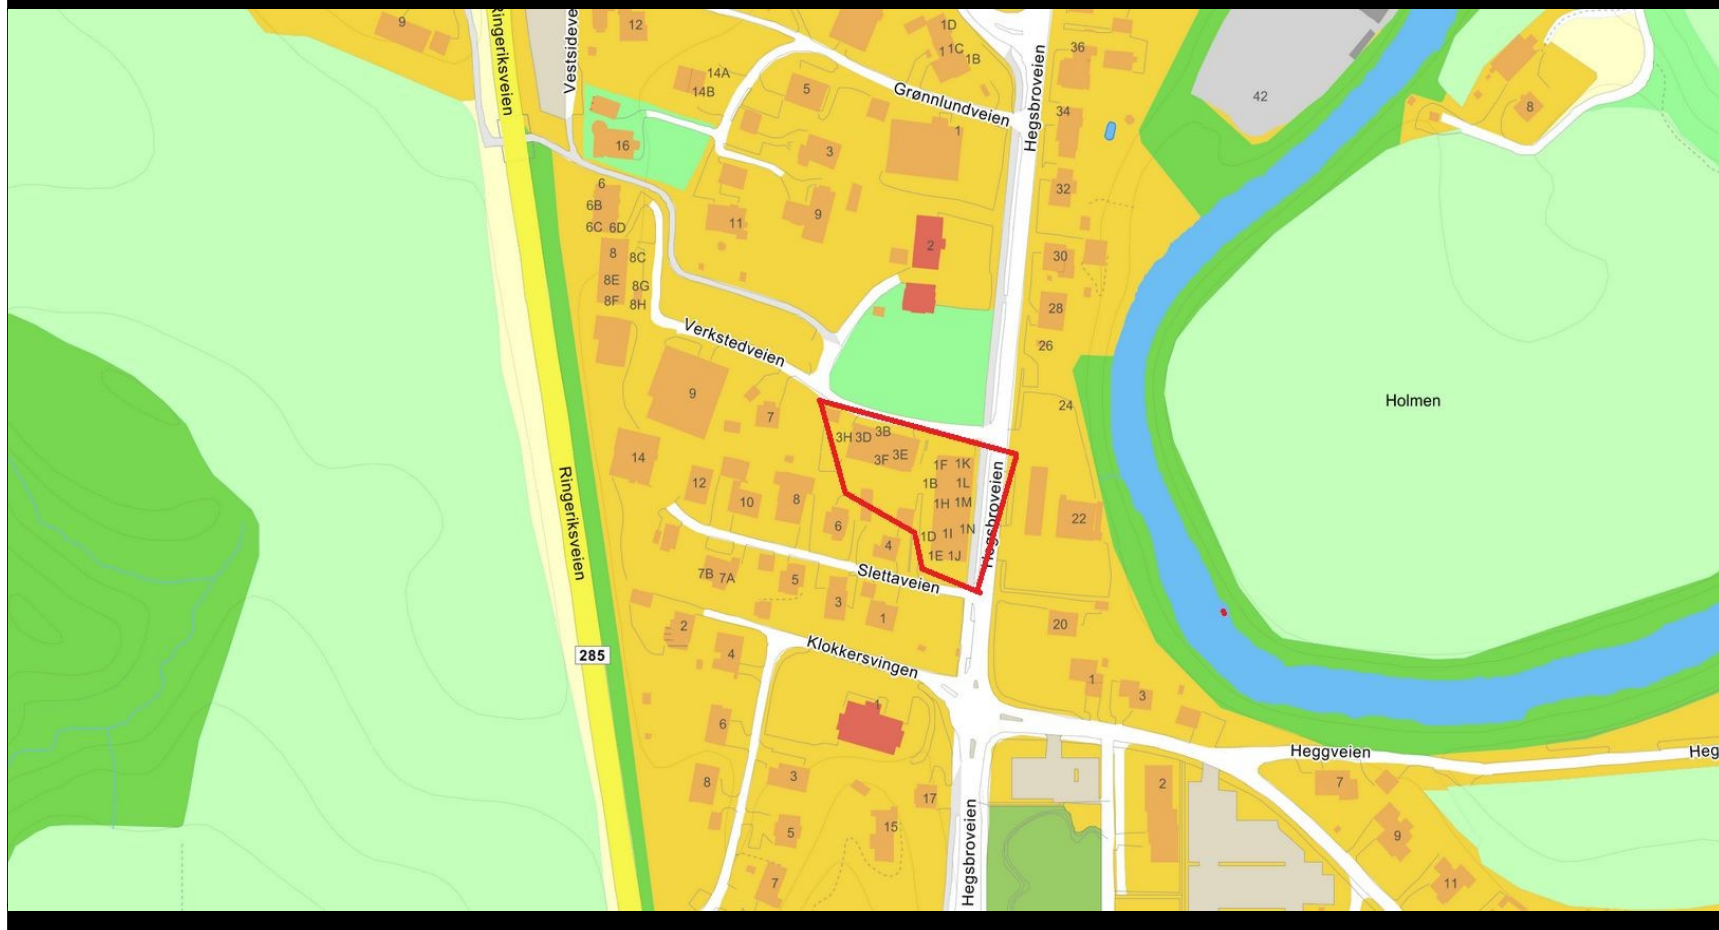 9
Ringeriksveien
Vestsideve
12
1D
1C
1
1B
36
14A
14B
5
Grønnlundveien
Hegsbroveien
42
8
34
1
16
3
32
6
6B
6C 6D
11
9
2
8
8C
30
8E
8G
8F
8H
28
Verkstedveien
26
9
7
24
Holmen
3H 3D 3B
3F 3E
14
1F 1K
12
1B 1L
10
8
1H 1M
Hegsbroveien
22
6
1D 1I 1N
4
1E 1J
Ringeriksveien
7B 7A
5
Slettaveien
3
1
2
20
4
285
Klokkersvingen
1
3
1
6
Heggveien
Heg
8
3
17
2
7
5
15
9
Hegsbroveien
7
11